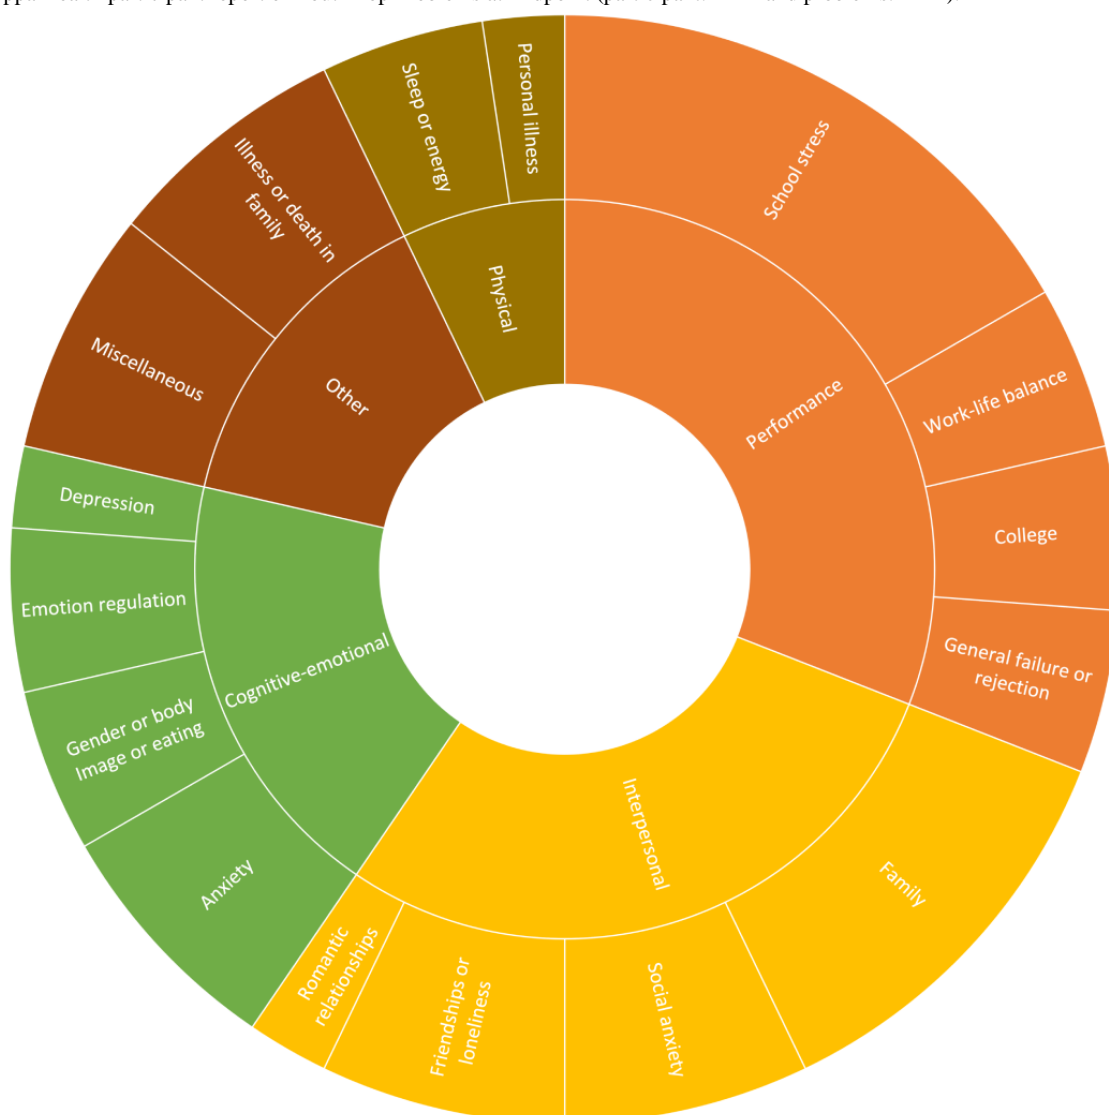 School stress
Work-life balance
College
General failure or
rejection
Performance
Family
Social anxiety
Friendships or
loneliness
Romantic
relationships
Interpersonal
Anxiety
Gender or body
Image or eating
Emotion regulation
Depression
Cognitive-emotional
Miscellaneous
Illness or death in
family
Other
Sleep or energy
Personal illness
Physical